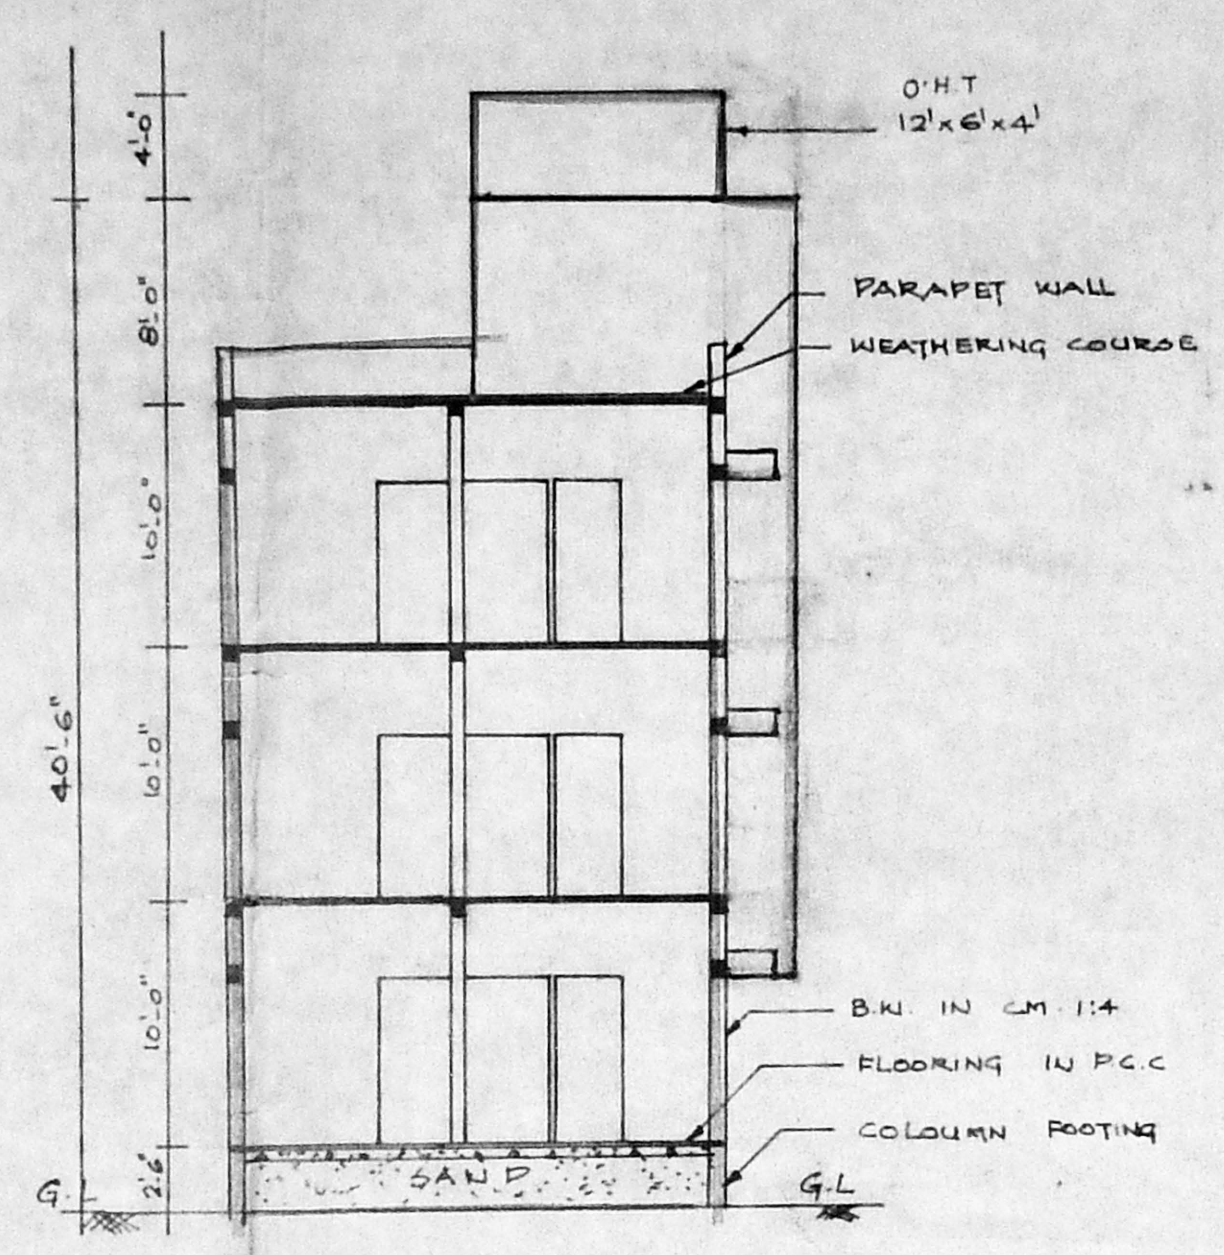 O.H.T
12'x6'x4'
4'-0"
8'-0"
PARAPET WALL
WEATHERING COURSE
10'-0"
40'-6"
10'-0"
10'-0"
B.W. IN CM 1:4
FLOORING IN P.C.C
COLOUMN FOOTING
2'6"
SAND
G.L
G.L